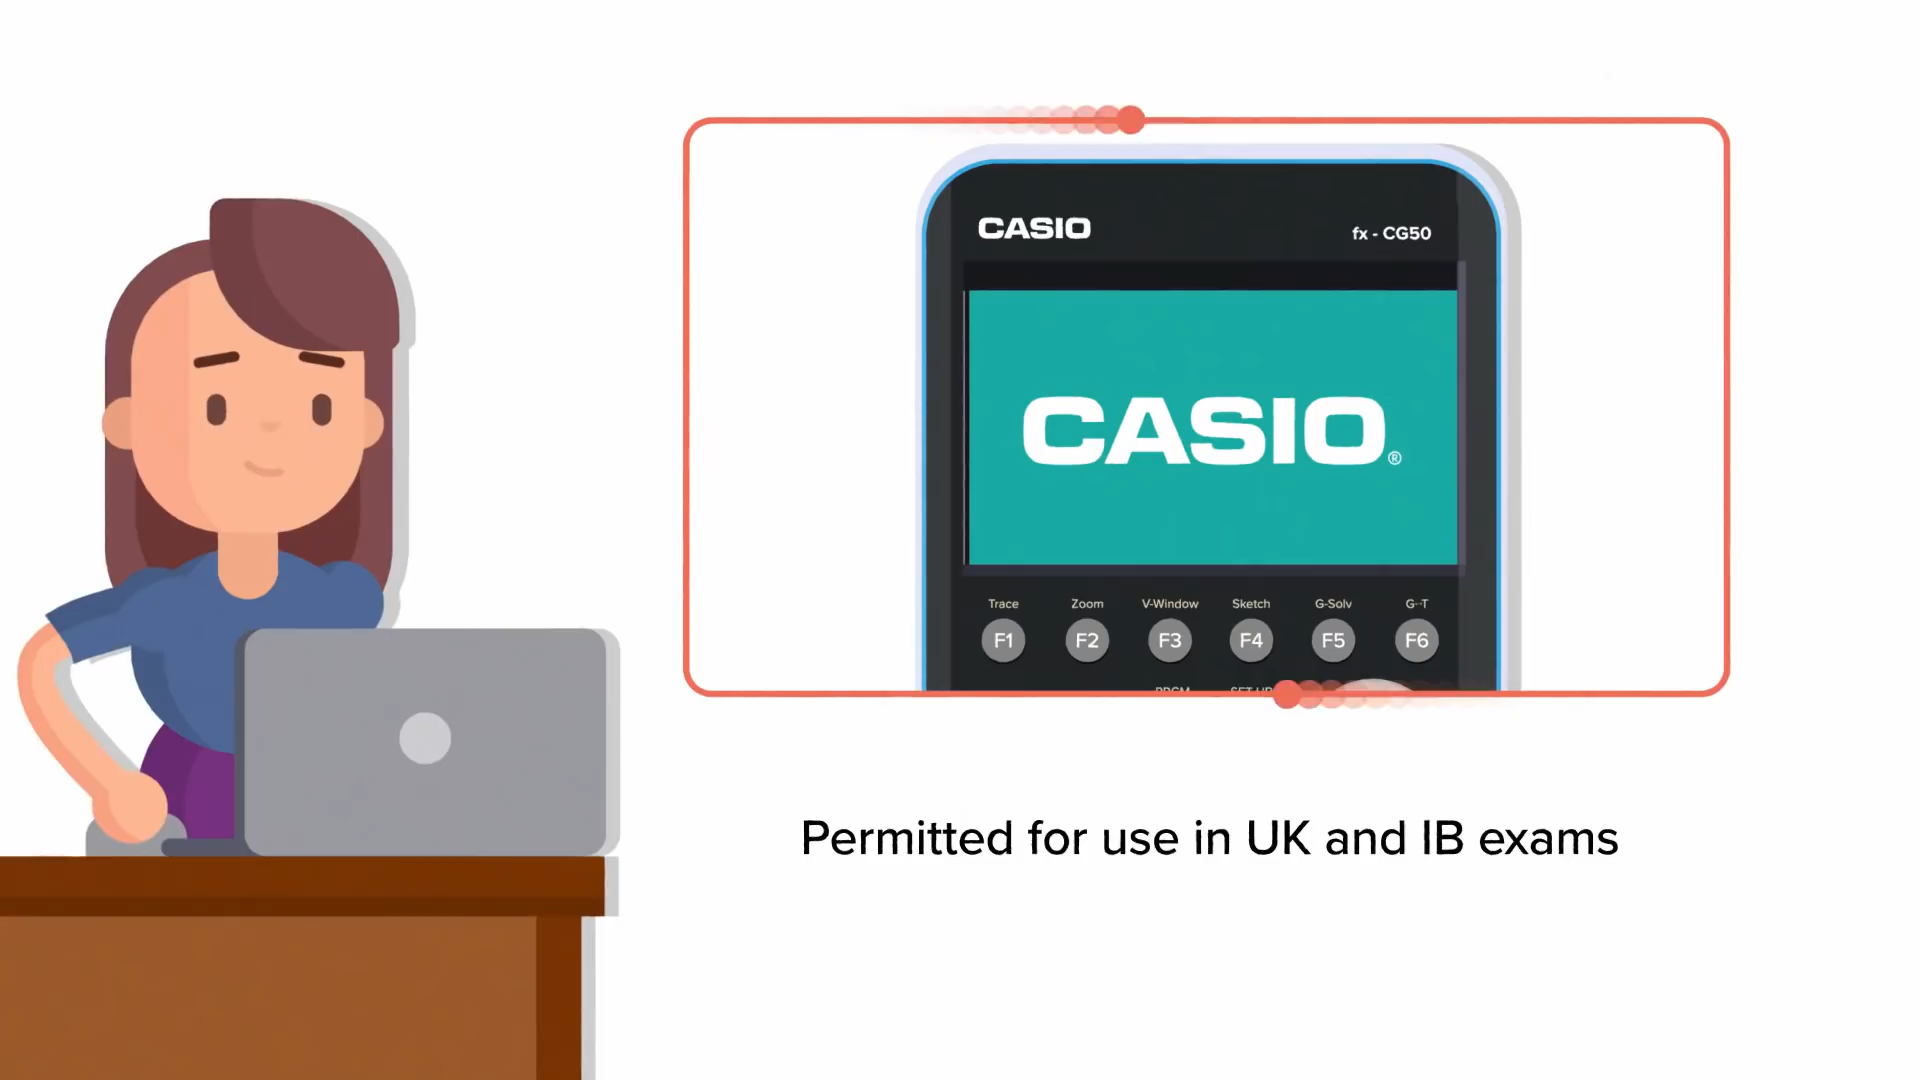 CASIO
fx - CG50
CASIO®
Trace Zoom V-Window Sketch G-Solv G-T
F1 F2 F3 F4 F5 F6
Permitted for use in UK and IB exams